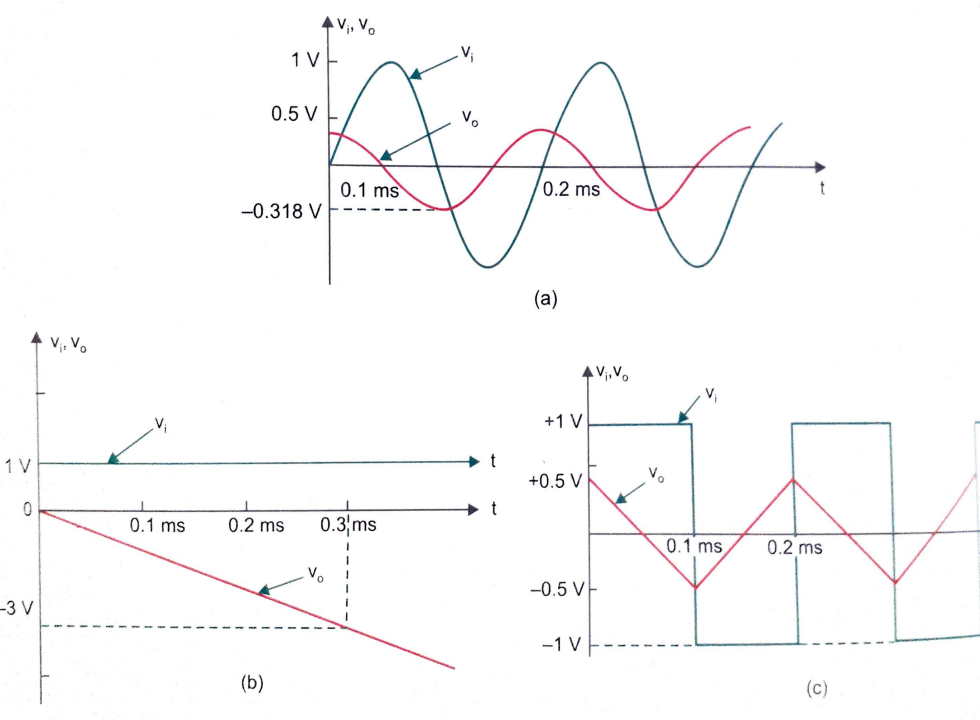 v_i, v_o
1 V
v_i
0.5 V
v_o
0.1 ms
0.2 ms
t
–0.318 V
(a)
v_i, v_o
v_i
1 V
t
0
t
0.1 ms
0.2 ms
0.3 ms
v_o
-3 V
(b)
v_i,v_o
v_i
+1 V
+0.5 V
v_o
0.1 ms
0.2 ms
–0.5 V
–1 V
(c)